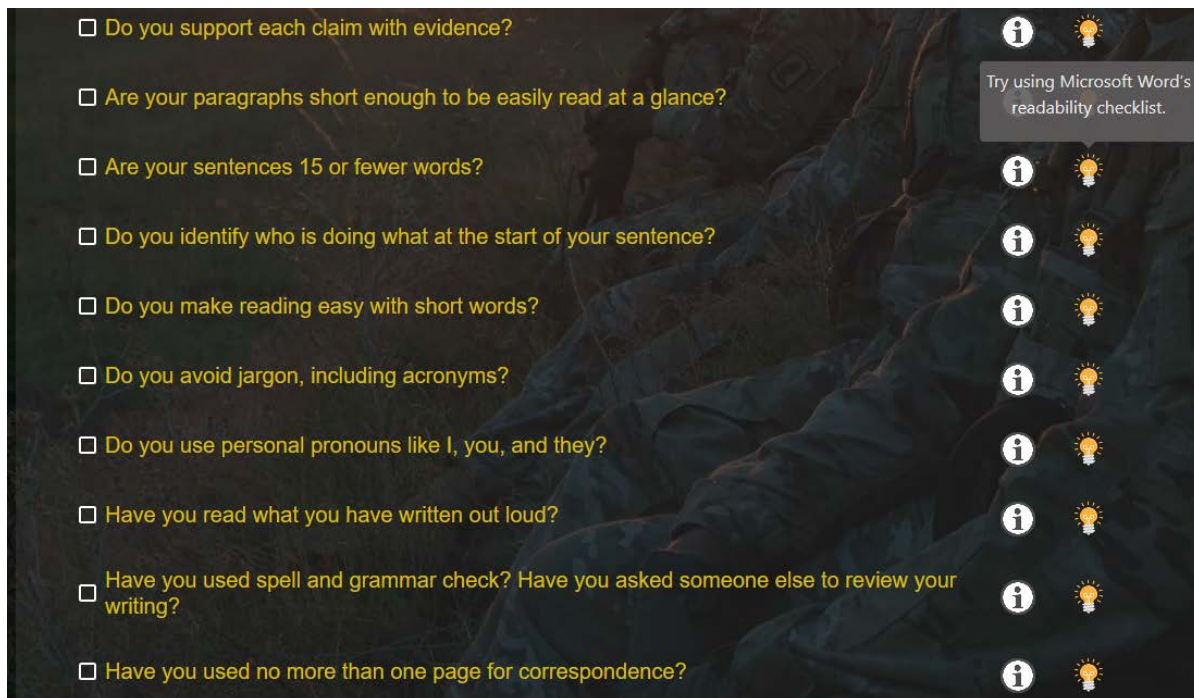 Do you support each claim with evidence?
Try using Microsoft Word's
readability checklist.
Are your paragraphs short enough to be easily read at a glance?
Are your sentences 15 or fewer words?
Do you identify who is doing what at the start of your sentence?
Do you make reading easy with short words?
Do you avoid jargon, including acronyms?
Do you use personal pronouns like I, you, and they?
Have you read what you have written out loud?
Have you used spell and grammar check? Have you asked someone else to review your
writing?
Have you used no more than one page for correspondence?